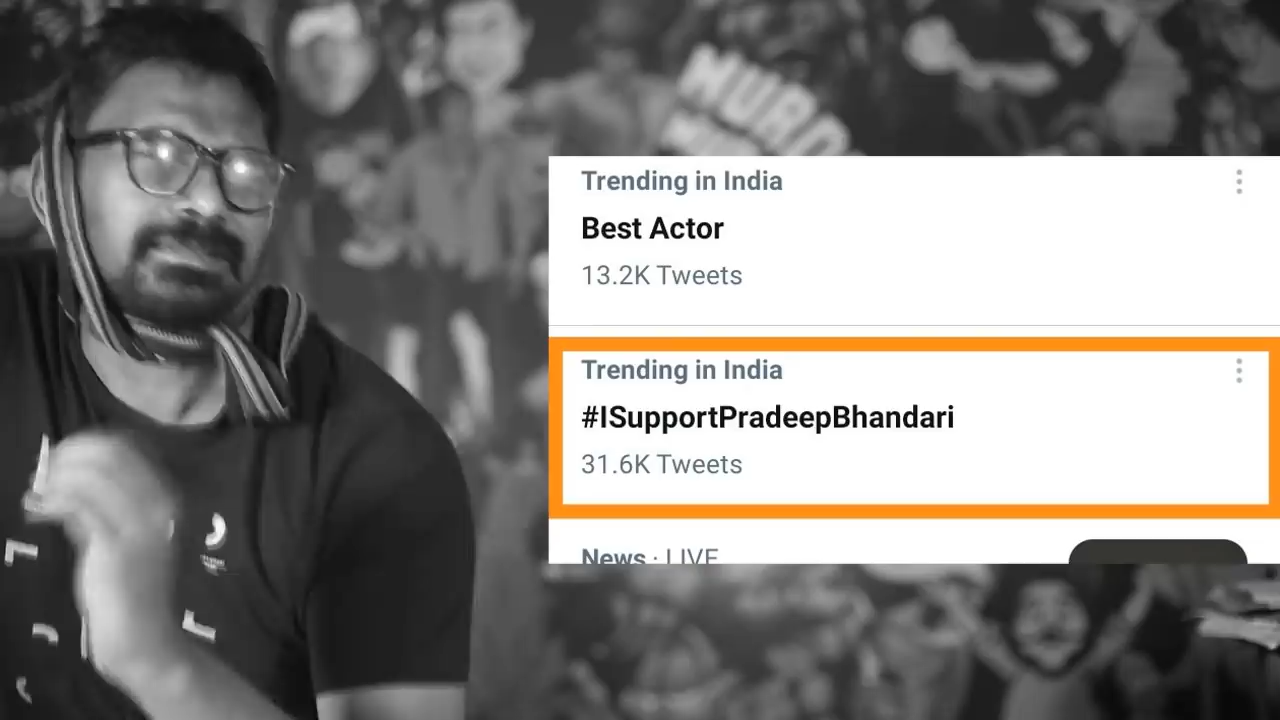 Trending in India
Best Actor
13.2K Tweets
Trending in India
#ISupportPradeepBhandari
31.6K Tweets
News · LIVE